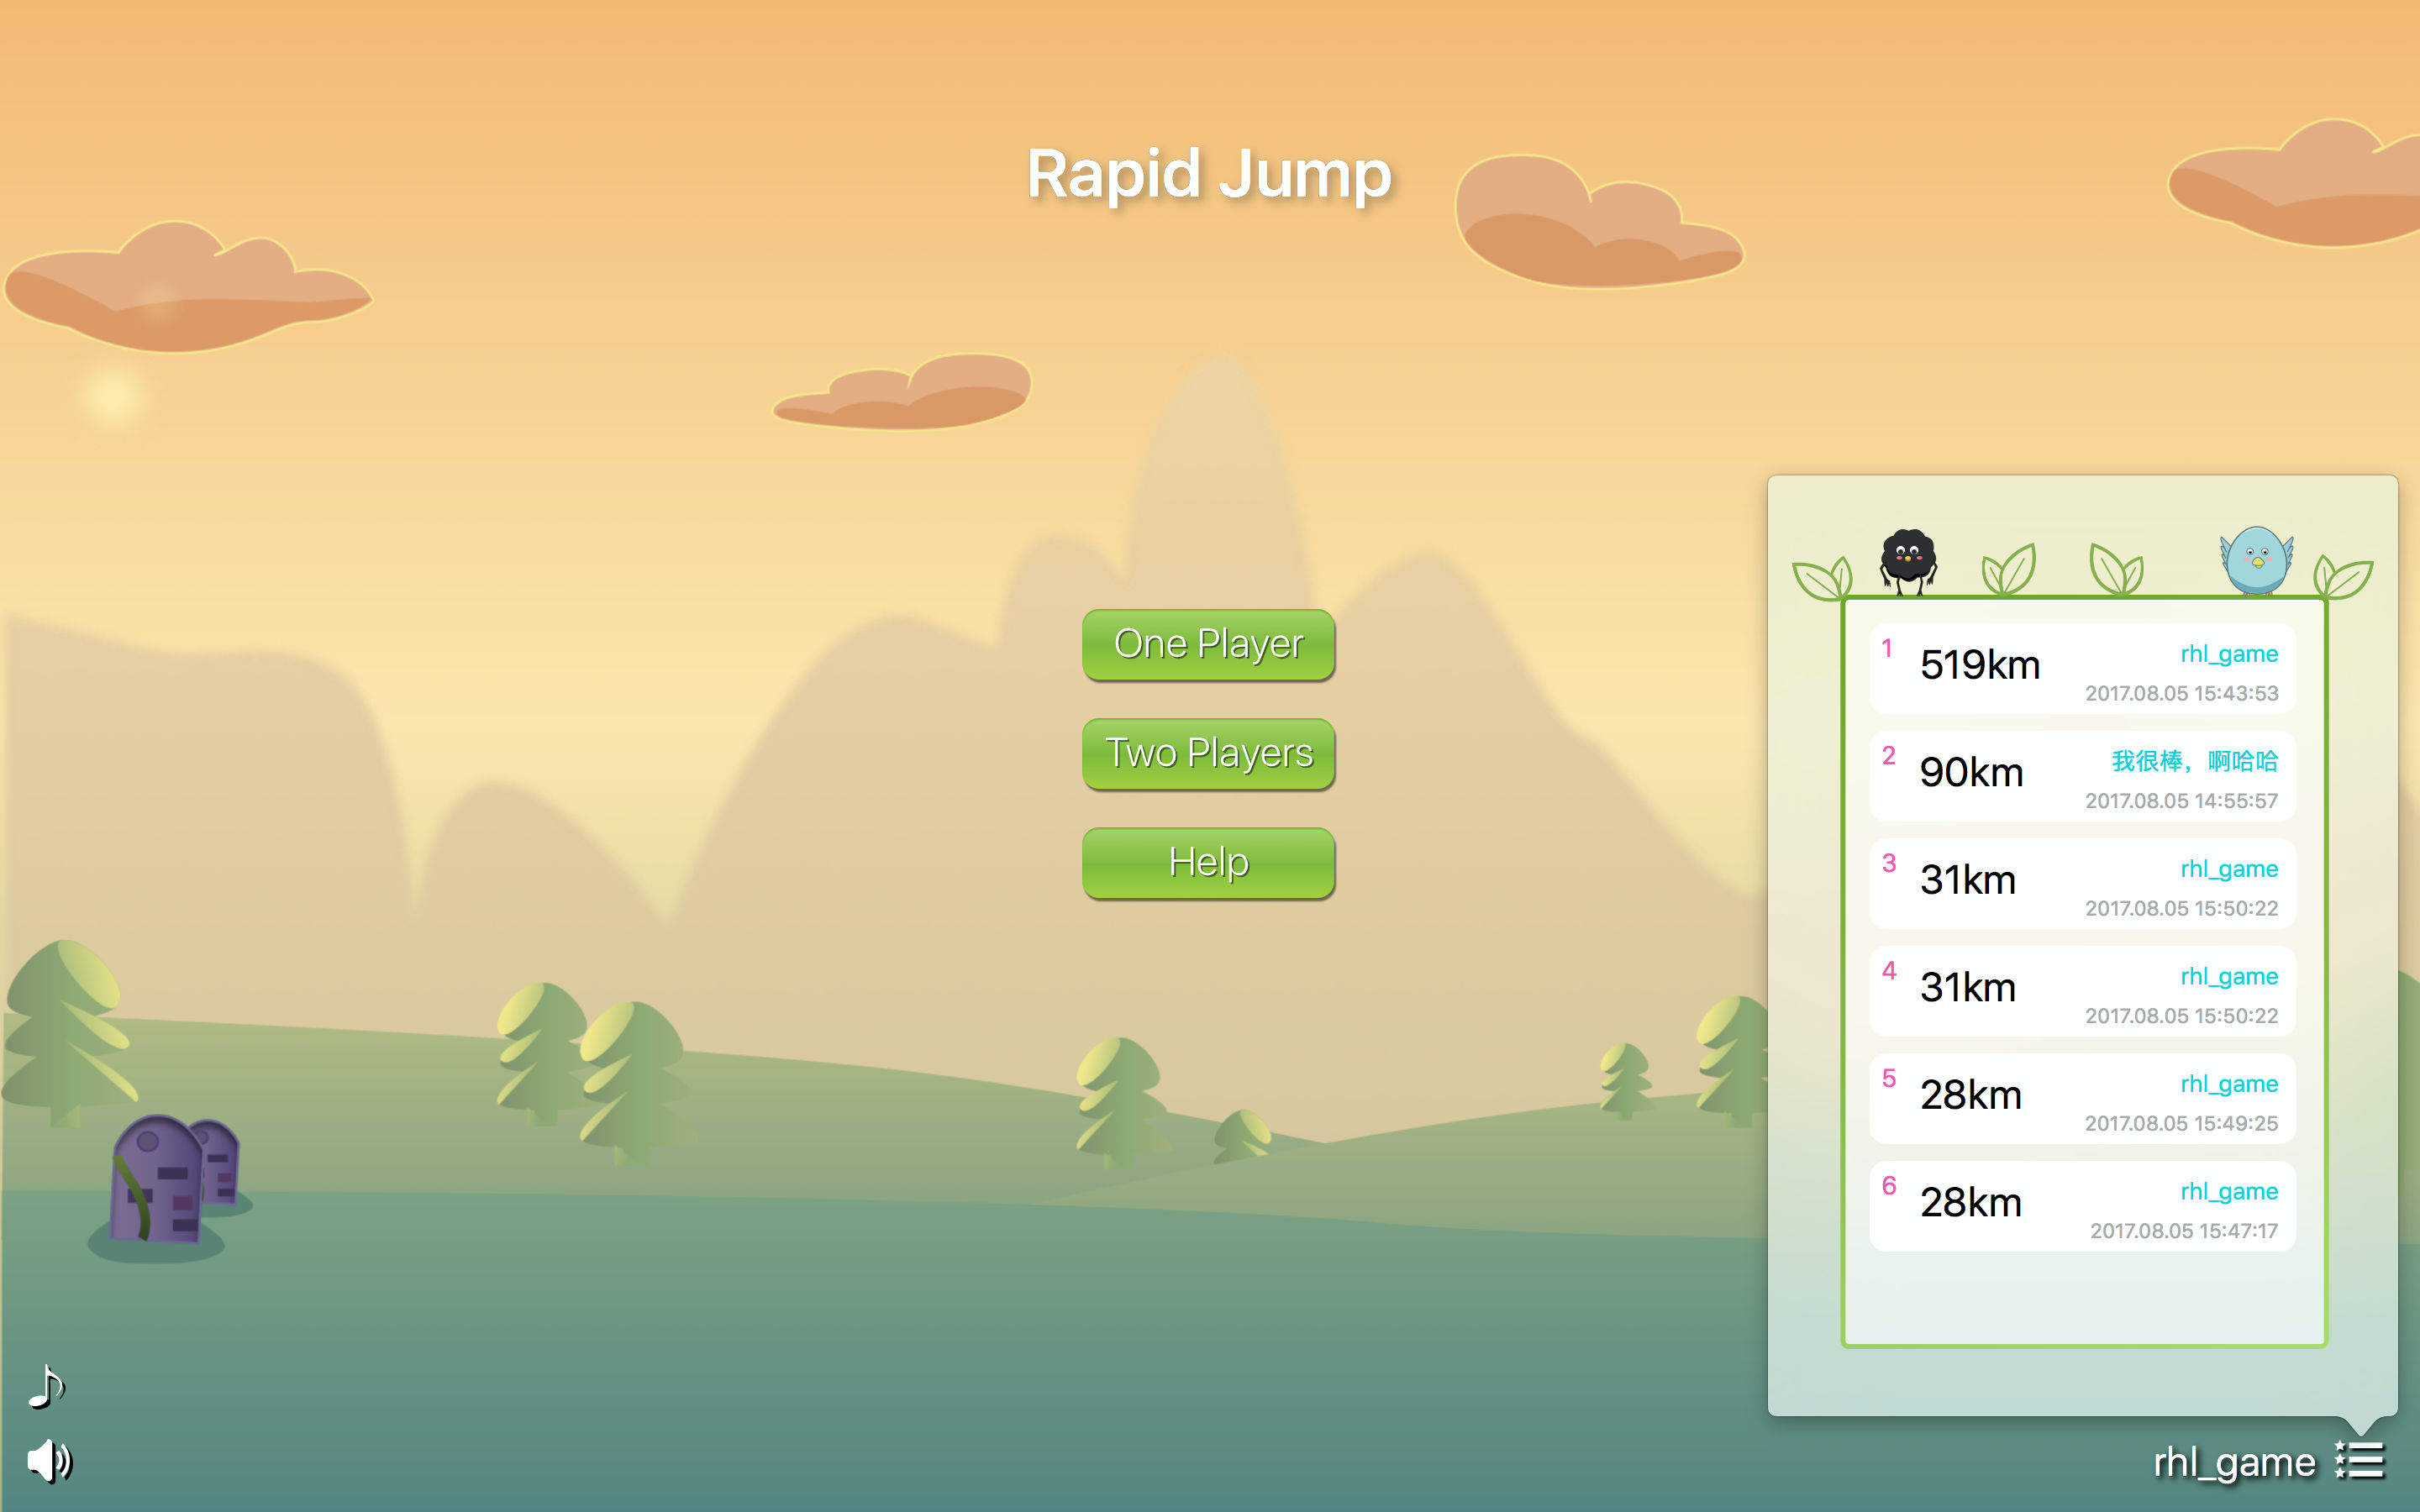 Rapid Jump
One Player
Two Players
Help
1
519km
rhl_game
2017.08.05 15:43:53
2
90km
我很棒，啊哈哈
2017.08.05 14:55:57
3
31km
rhl_game
2017.08.05 15:50:22
4
31km
rhl_game
2017.08.05 15:50:22
5
28km
rhl_game
2017.08.05 15:49:25
6
28km
rhl_game
2017.08.05 15:47:17
rhl_game